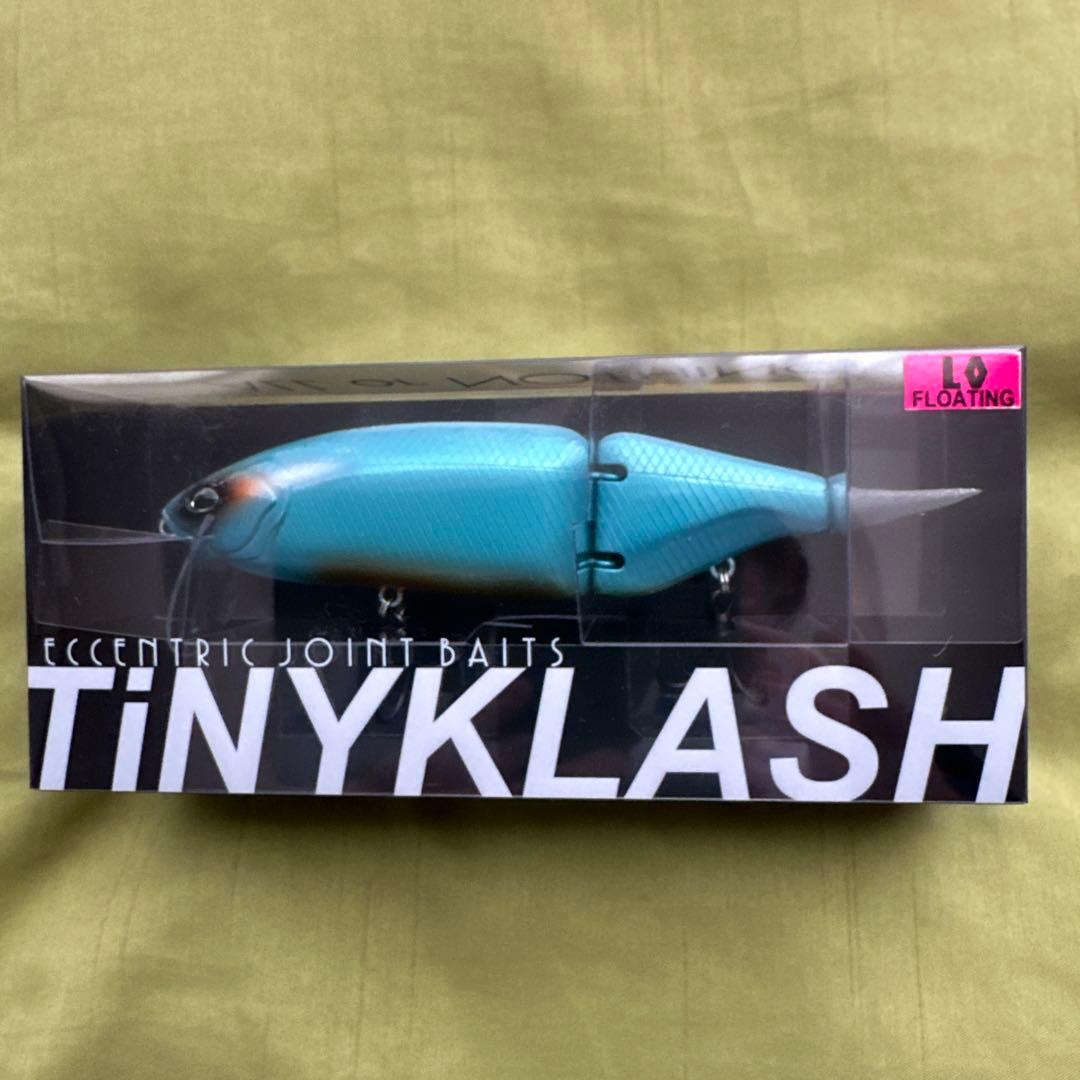 LO
FLOATING
ECCENTRIC JOINT BAITS
TiNYKLASH